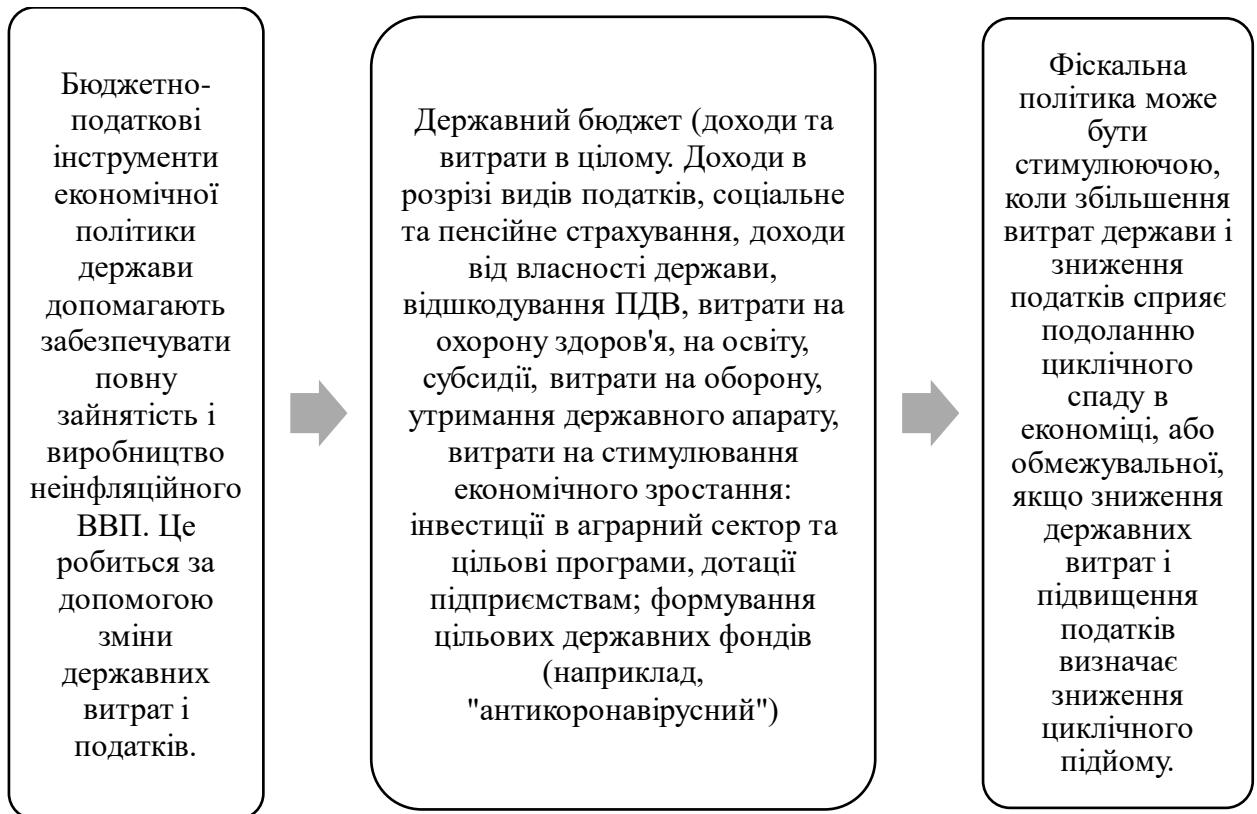 Бюджетно-
податкові
інструменти
економічної
політики
держави
допомагають
забезпечувати
повну
зайнятість і
виробництво
неінфляційного
ВВП. Це
робиться за
допомогою
зміни
державних
витрат і
податків.
Державний бюджет (доходи та
витрати в цілому. Доходи в
розрізі видів податків, соціальне
та пенсійне страхування, доходи
від власності держави,
відшкодування ПДВ, витрати на
охорону здоров'я, на освіту,
субсидії, витрати на оборону,
утримання державного апарату,
витрати на стимулювання
економічного зростання:
інвестиції в аграрний сектор та
цільові програми, дотації
підприємствам; формування
цільових державних фондів
(наприклад,
"антикоронавірусний")
Фіскальна
політика може
бути
стимулюючою,
коли збільшення
витрат держави і
зниження
податків сприяє
подоланню
циклічного
спаду в
економіці, або
обмежувальної,
якщо зниження
державних
витрат і
підвищення
податків
визначає
зниження
циклічного
підйому.